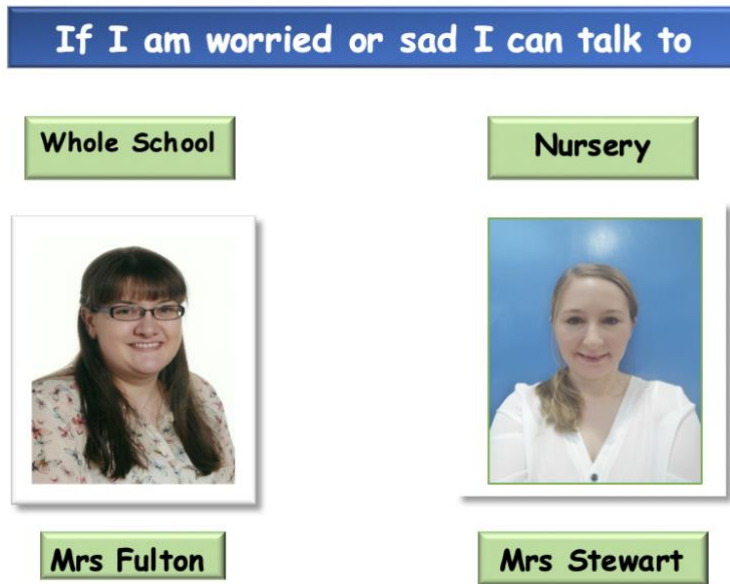 If I am worried or sad I can talk to
Whole School
Nursery
Mrs Fulton
Mrs Stewart